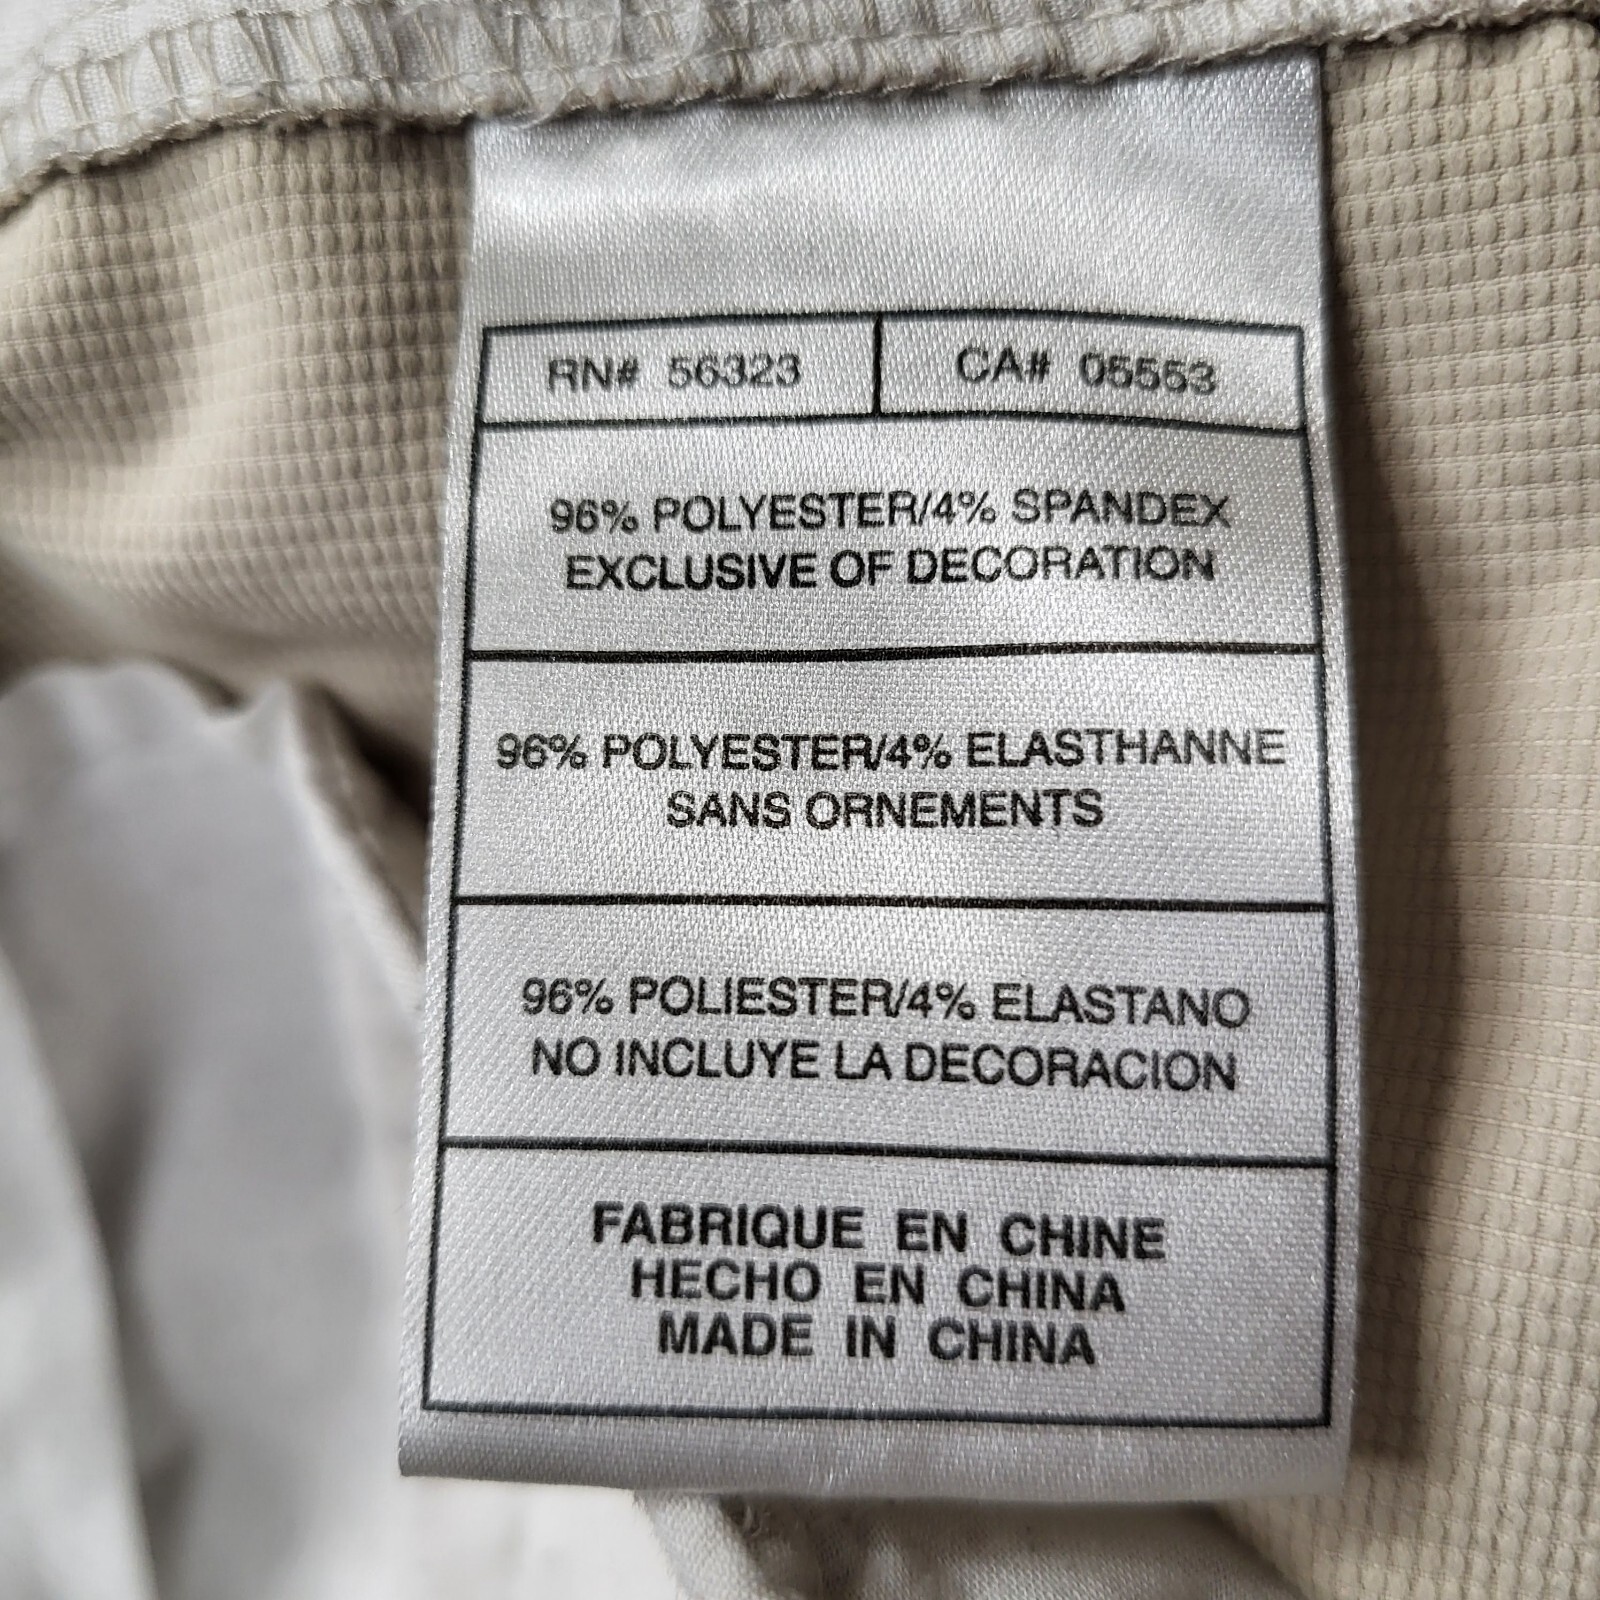 RN# 56323 CA# 05553
96% POLYESTER/4% SPANDEX
EXCLUSIVE OF DECORATION
96% POLYESTER/4% ELASTHANNE
SANS ORNEMENTS
96% POLIESTER/4% ELASTANO
NO INCLUYE LA DECORACION
FABRIQUE EN CHINE
HECHO EN CHINA
MADE IN CHINA